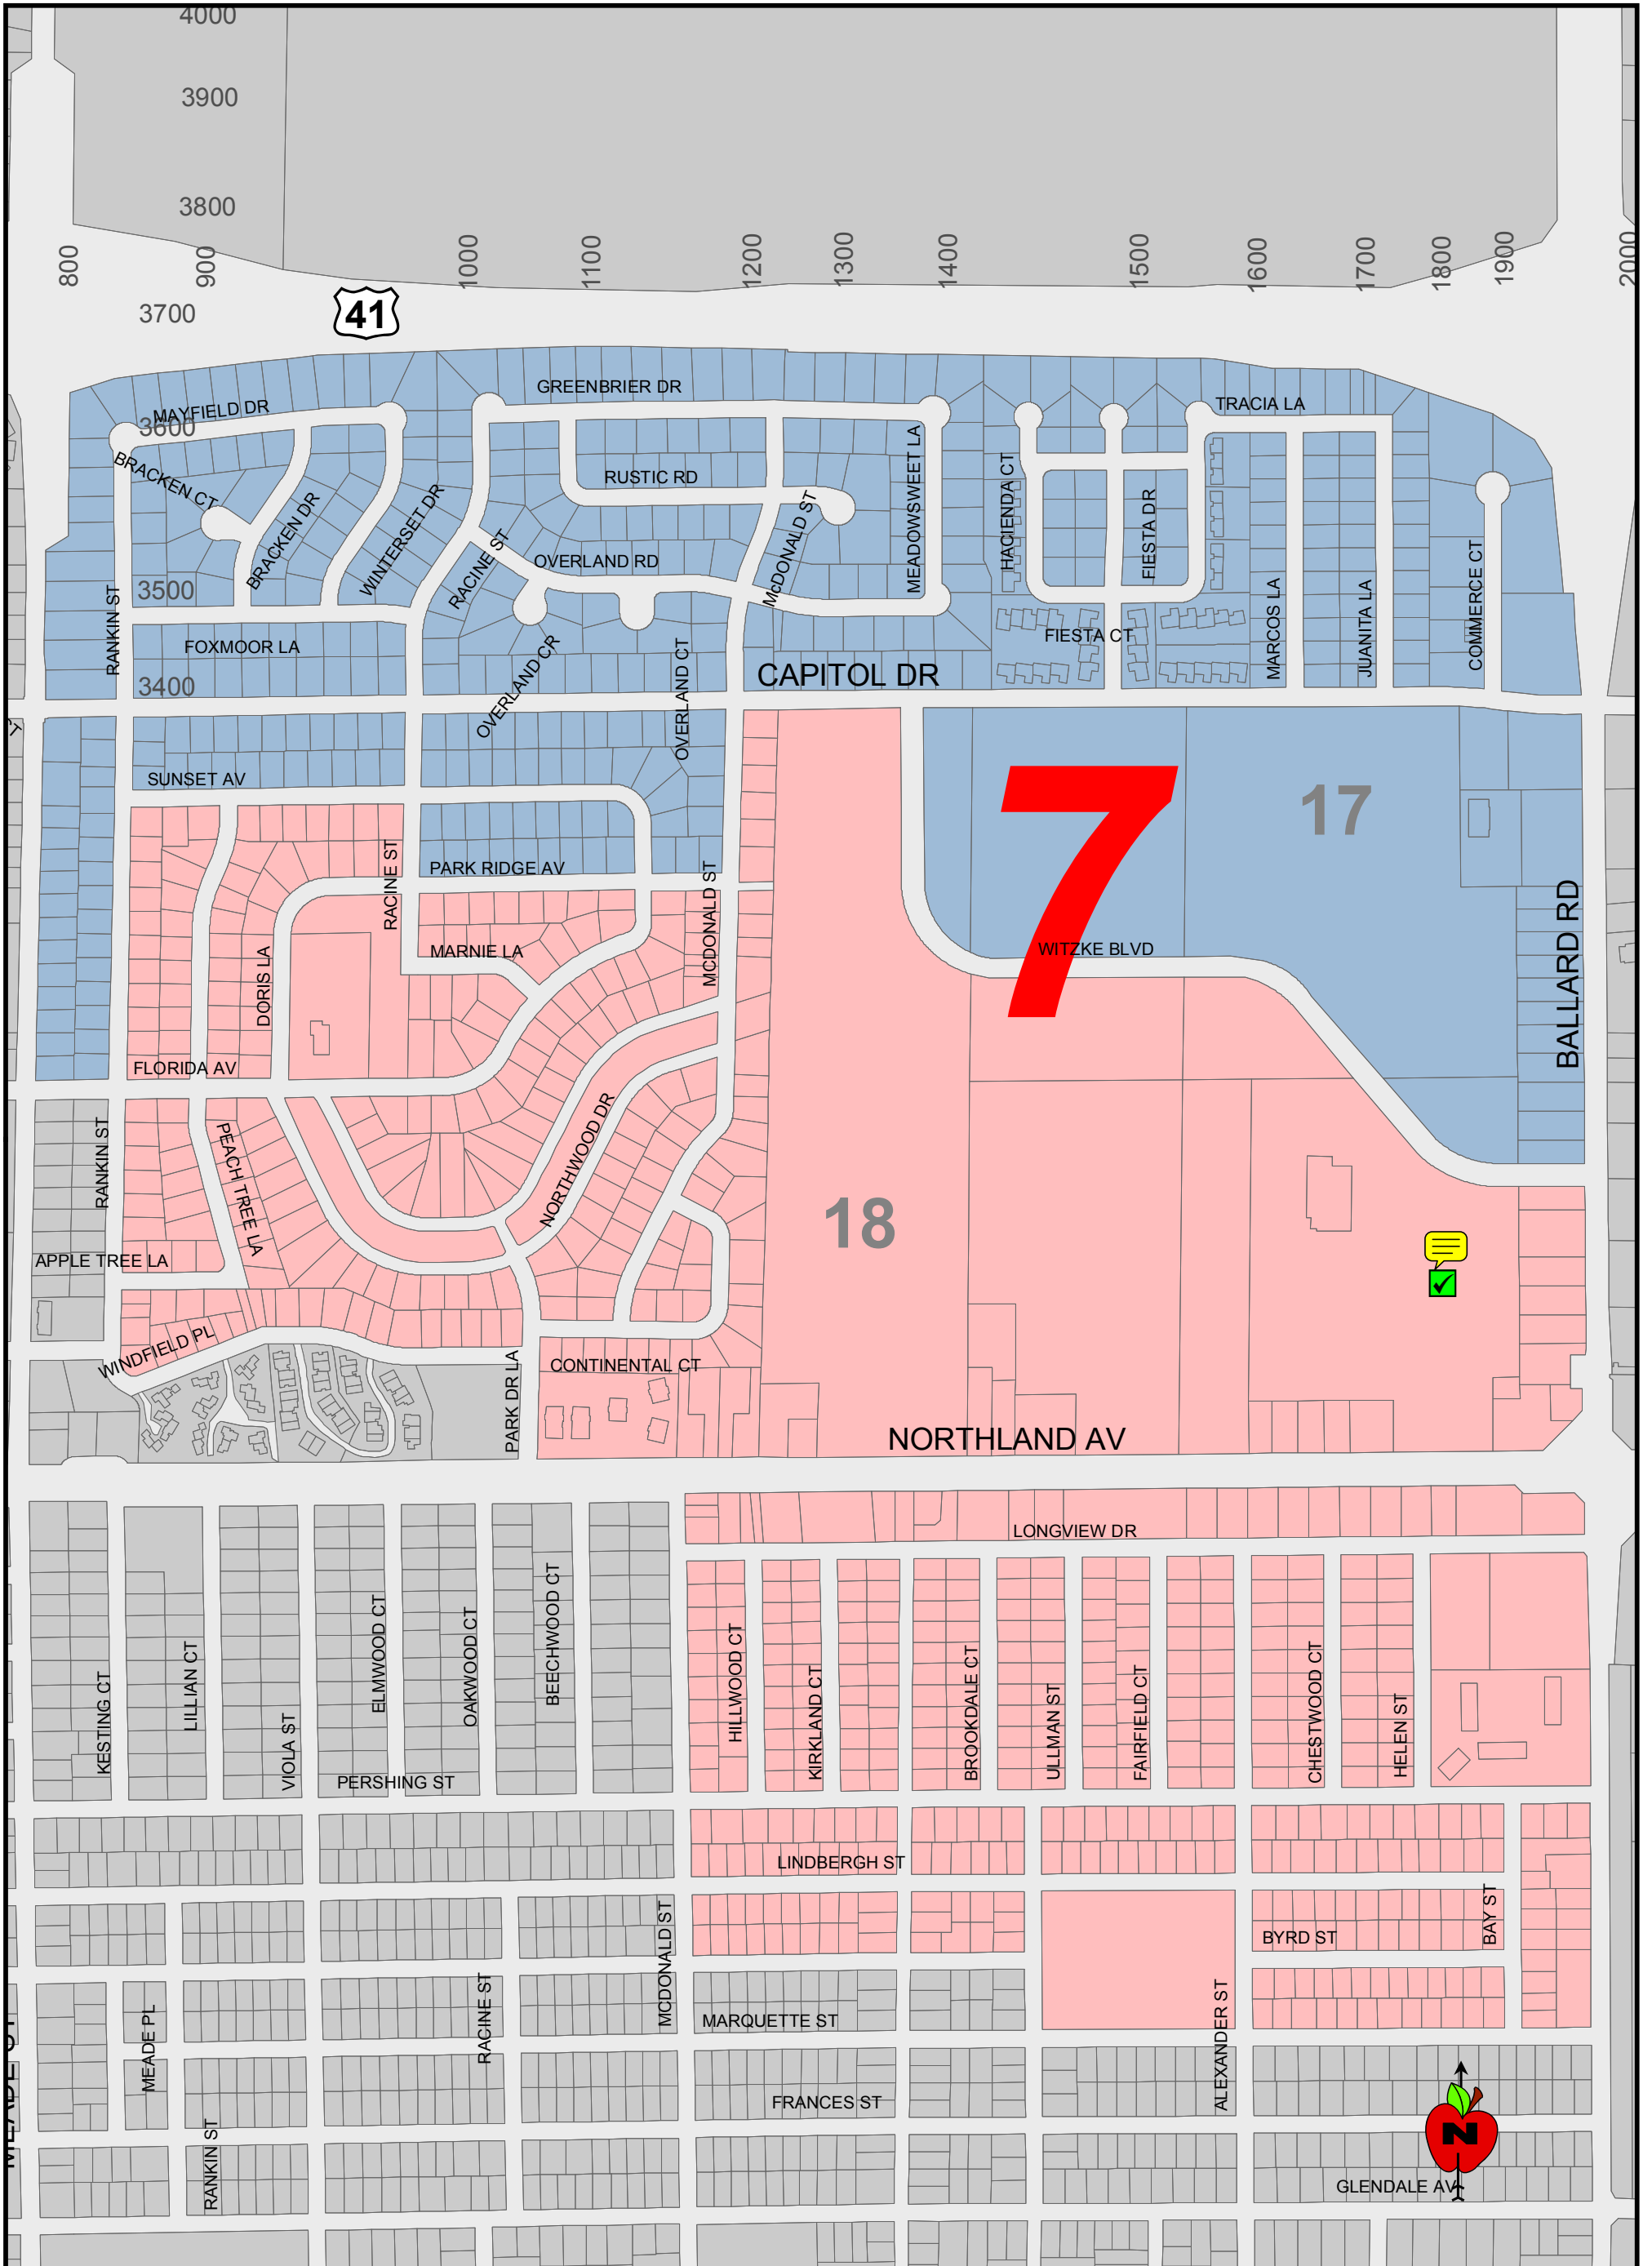 4000
3900
3800
800
900
1000
1100
1200
1300
1400
1500
1600
1700
1800
1900
2000
3700
41
GREENBRIER DR
MAYFIELD DR
TRACIA LA
3600
BRACKEN CT
RUSTIC RD
MEADOWSWEET LA
HACIENDA CT
BRACKEN DR
WINTERSET DR
RACINE ST
OVERLAND RD
McDONALD ST
FIESTA DR
3500
RANKIN ST
FOXMOOR LA
FIESTA CT
MARCOS LA
JUANITA LA
COMMERCE CT
3400
OVERLAND CR
OVERLAND CT
CAPITOL DR
SUNSET AV
7
17
RACINE ST
PARK RIDGE AV
MCDONALD ST
MARNIE LA
DORIS LA
WITZKE BLVD
BALLARD RD
FLORIDA AV
RANKIN ST
PEACH TREE LA
NORTHWOOD DR
18
APPLE TREE LA
WINDFIELD PL
PARK DR LA
CONTINENTAL CT
NORTHLAND AV
LONGVIEW DR
KESTING CT
LILLIAN CT
VIOLA ST
ELMWOOD CT
OAKWOOD CT
BEECHWOOD CT
HILLWOOD CT
KIRKLAND CT
BROOKDALE CT
ULLMAN ST
FAIRFIELD CT
CHESTWOOD CT
HELEN ST
PERSHING ST
LINDBERGH ST
MCDONALD ST
BYRD ST
BAY ST
MEADE PL
RACINE ST
MARQUETTE ST
ALEXANDER ST
FRANCES ST
MEADE ST
RANKIN ST
N
GLENDALE AV